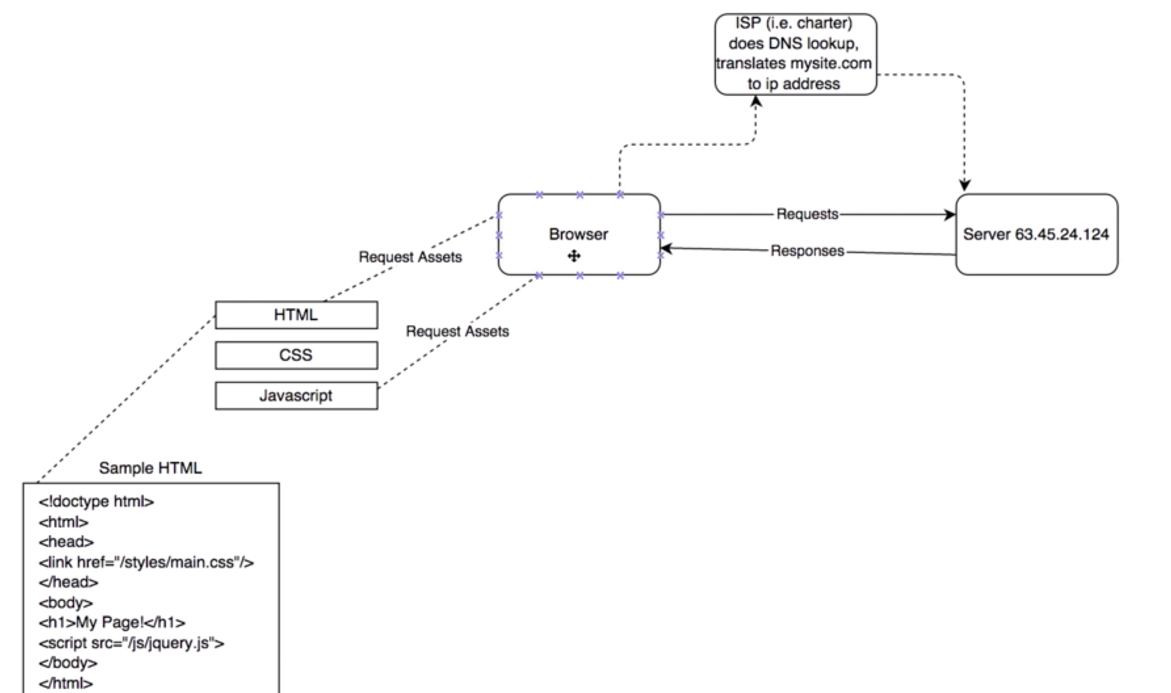 ISP (i.e. charter)
does DNS lookup,
translates mysite.com
to ip address
Browser
Requests
Responses
Server 63.45.24.124
Request Assets
HTML
Request Assets
CSS
Javascript
Sample HTML
<!doctype html>
<html>
<head>
<link href="/styles/main.css"/>
</head>
<body>
<h1>My Page!</h1>
<script src="/js/jquery.js">
</body>
</html>